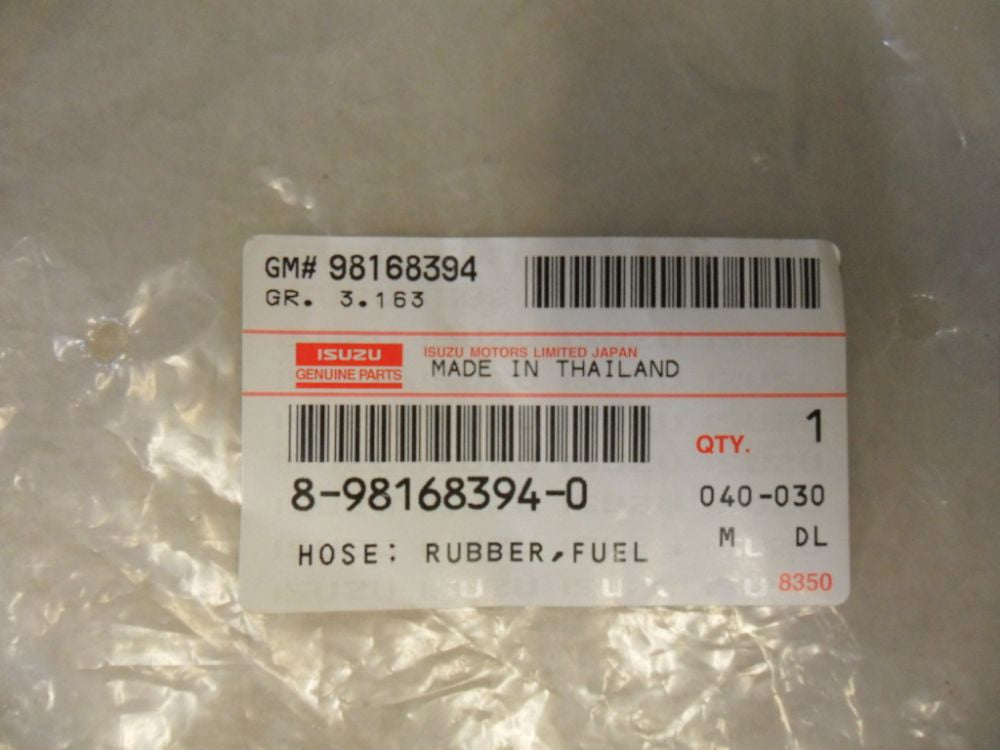 GM# 98168394
GR. 3.163
ISUZU
GENUINE PARTS
ISUZU MOTORS LIMITED JAPAN
MADE IN THAILAND
QTY. 1
8-98168394-0
040-030
HOSE: RUBBER,FUEL
M DL
8350